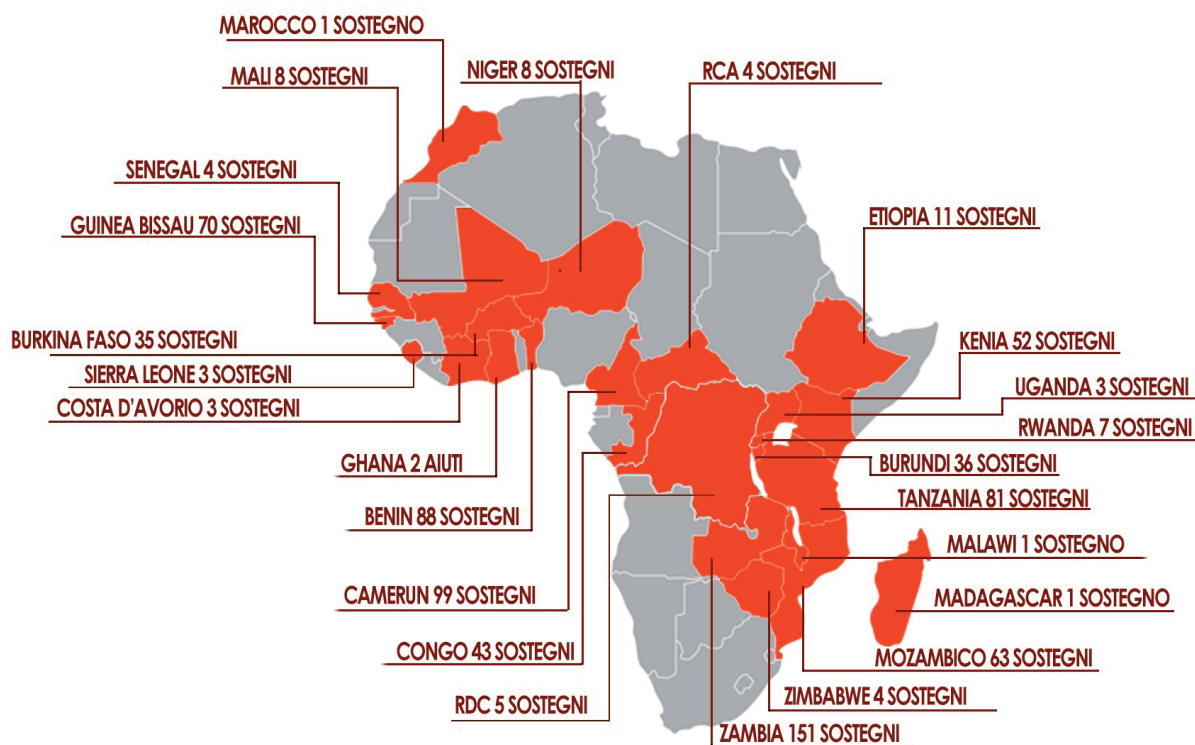 MAROCCO 1 SOSTEGNO
MALI 8 SOSTEGNI
NIGER 8 SOSTEGNI
RCA 4 SOSTEGNI
SENEGAL 4 SOSTEGNI
GUINEA BISSAU 70 SOSTEGNI
ETIOPIA 11 SOSTEGNI
BURKINA FASO 35 SOSTEGNI
KENIA 52 SOSTEGNI
SIERRA LEONE 3 SOSTEGNI
UGANDA 3 SOSTEGNI
COSTA D'AVORIO 3 SOSTEGNI
RWANDA 7 SOSTEGNI
GHANA 2 AIUTI
BURUNDI 36 SOSTEGNI
TANZANIA 81 SOSTEGNI
BENIN 88 SOSTEGNI
MALAWI 1 SOSTEGNO
CAMERUN 99 SOSTEGNI
MADAGASCAR 1 SOSTEGNO
CONGO 43 SOSTEGNI
MOZAMBICO 63 SOSTEGNI
RDC 5 SOSTEGNI
ZIMBABWE 4 SOSTEGNI
ZAMBIA 151 SOSTEGNI